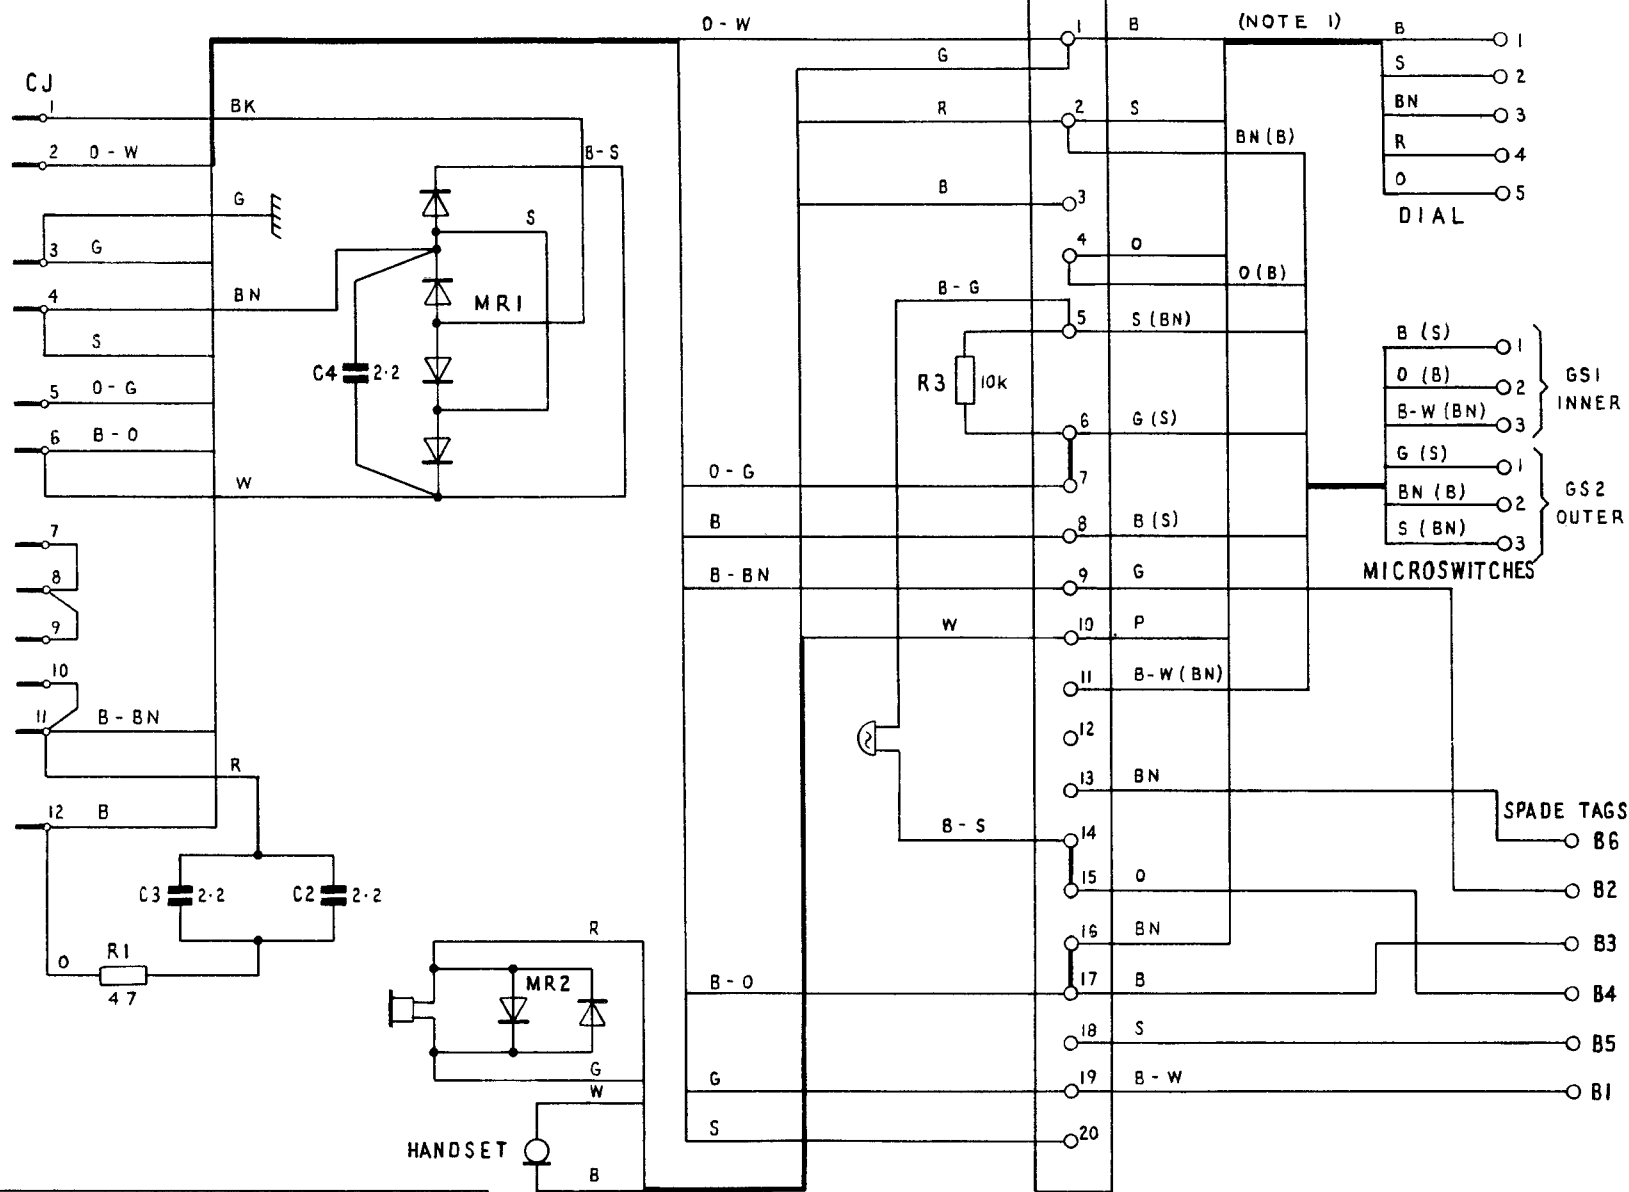 O - W
1
B
(NOTE 1)
B
1
G
S
2
CJ
1
BK
2
R
S
BN
3
BN (B)
2
O - W
B-S
R
4
G
B
3
O
5
S
DIAL
3
G
4
O
O (B)
4
BN
MR1
B - G
5
S (BN)
S
B (S)
1
C4
2·2
R3
10K
O (B)
2
GS1
INNER
5
O - G
B-W (BN)
3
6
B - O
6
G (S)
G (S)
1
W
O - G
7
BN (B)
2
GS2
OUTER
7
B
8
B (S)
S (BN)
3
8
B - BN
9
G
MICROSWITCHES
9
W
10
P
10
11
B-W (BN)
11
B - BN
12
R
13
BN
12
B
SPADE TAGS
B - S
14
B6
C3
2·2
C2
2·2
15
O
B2
R
16
BN
B3
O
R1
47
MR2
B - O
17
B
B4
18
S
B5
G
W
G
19
B - W
B1
HANDSET
S
20
B